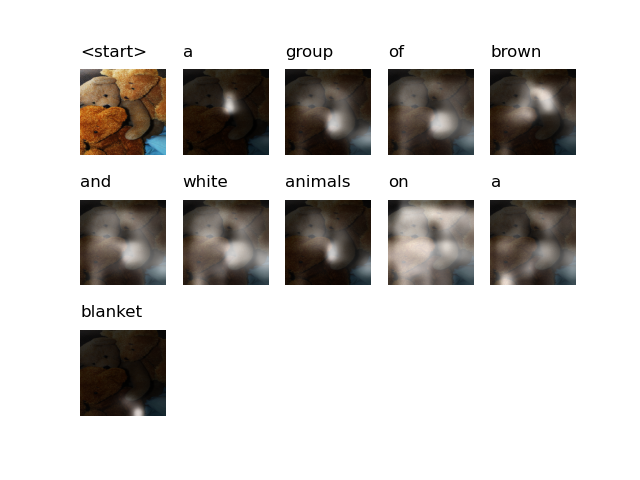 <start> a group of brown
and white animals on a
blanket